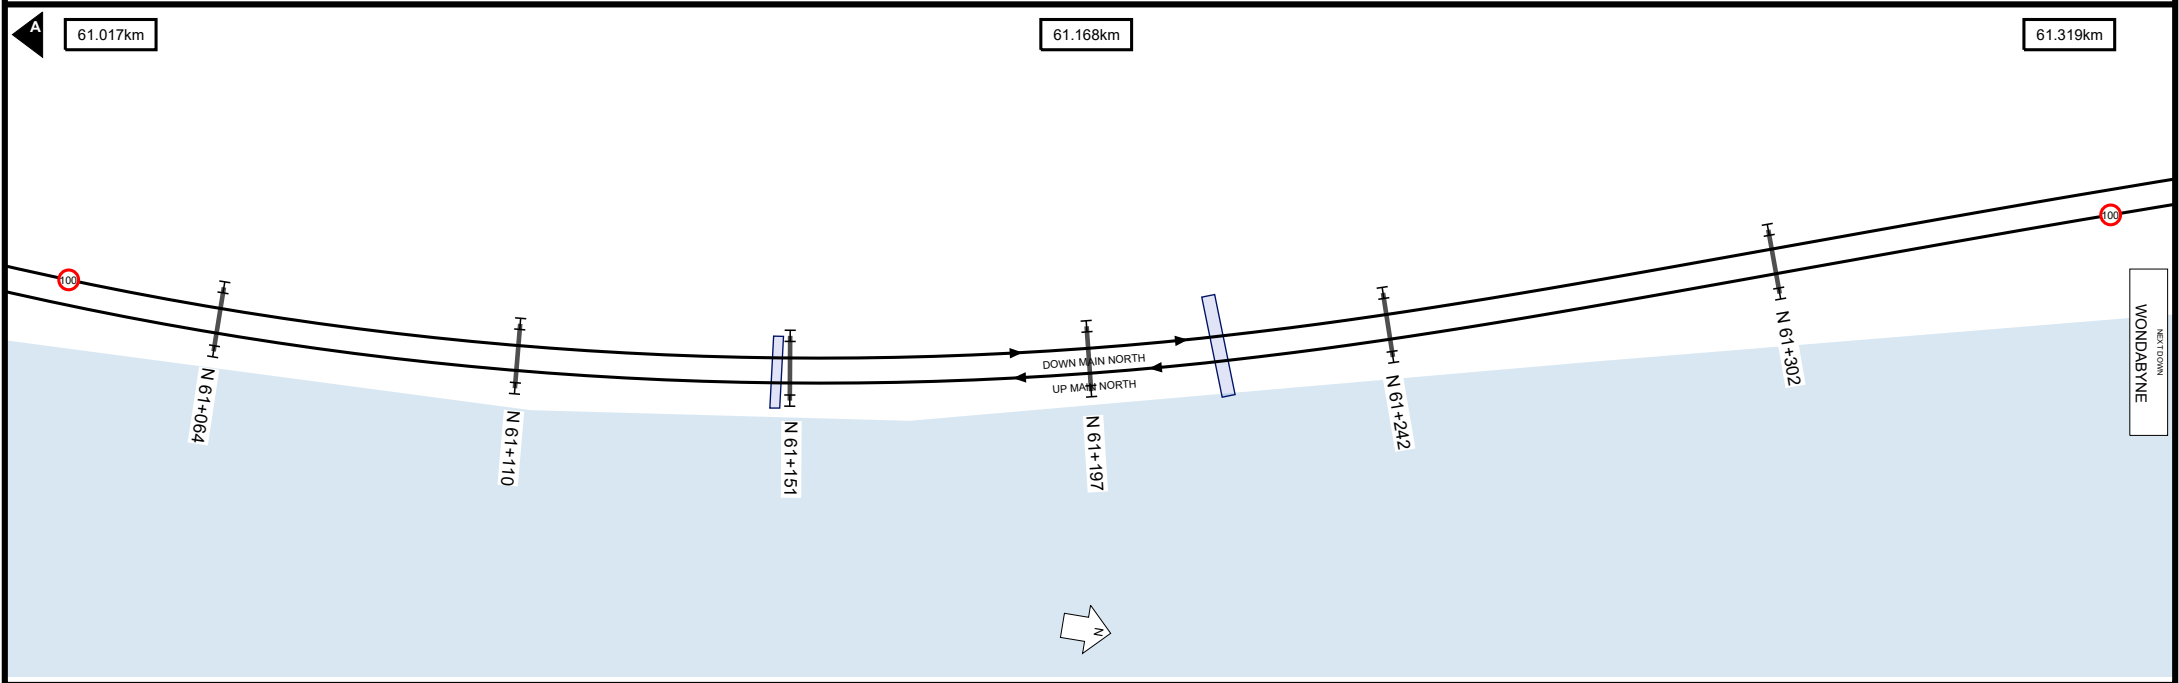 A
61.017km
61.168km
61.319km
100
100
DOWN MAIN NORTH
UP MAIN NORTH
N 61+064
N 61+110
N 61+151
N 61+197
N 61+242
N 61+302
NEXT DOWN
WONDABYNE
N